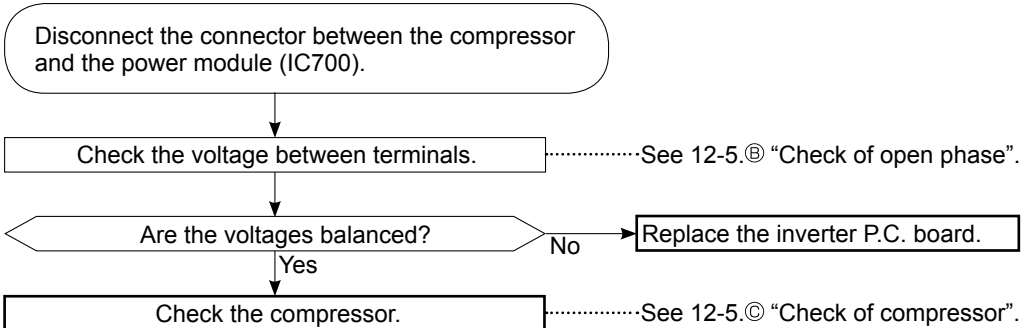 Disconnect the connector between the compressor
and the power module (IC700).
Check the voltage between terminals.
See 12-5.Ⓑ “Check of open phase”.
Are the voltages balanced?
No
Replace the inverter P.C. board.
Yes
Check the compressor.
See 12-5.Ⓒ “Check of compressor”.